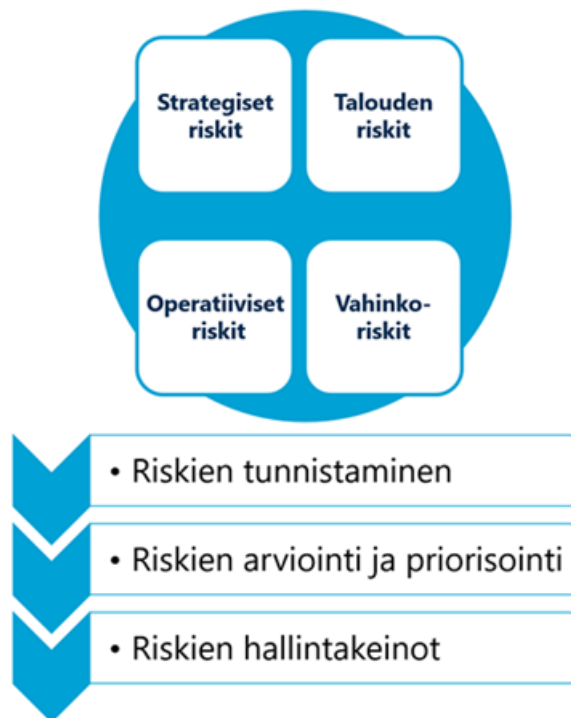 Strategiset
riskit
Talouden
riskit
Operatiiviset
riskit
Vahinko-
riskit
• Riskien tunnistaminen
• Riskien arviointi ja priorisointi
• Riskien hallintakeinot